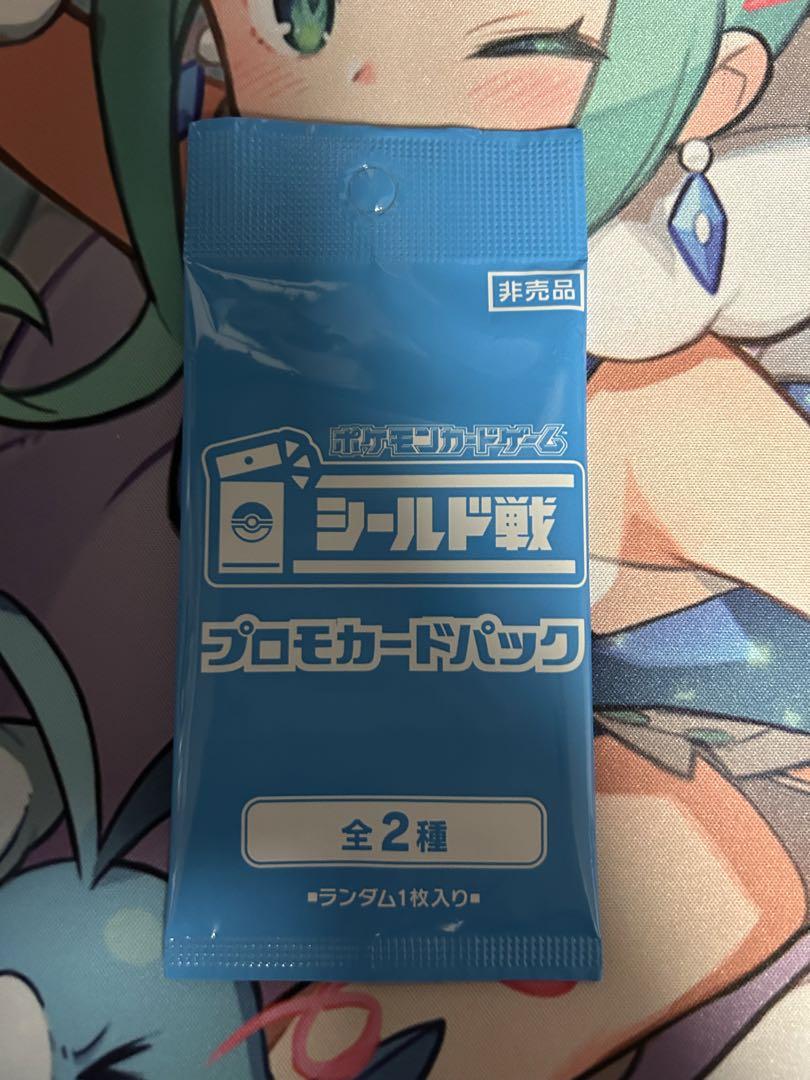 非売品
ポケモンカードゲーム
シールド戦
プロモカードパック
全2種
■ランダム1枚入り■